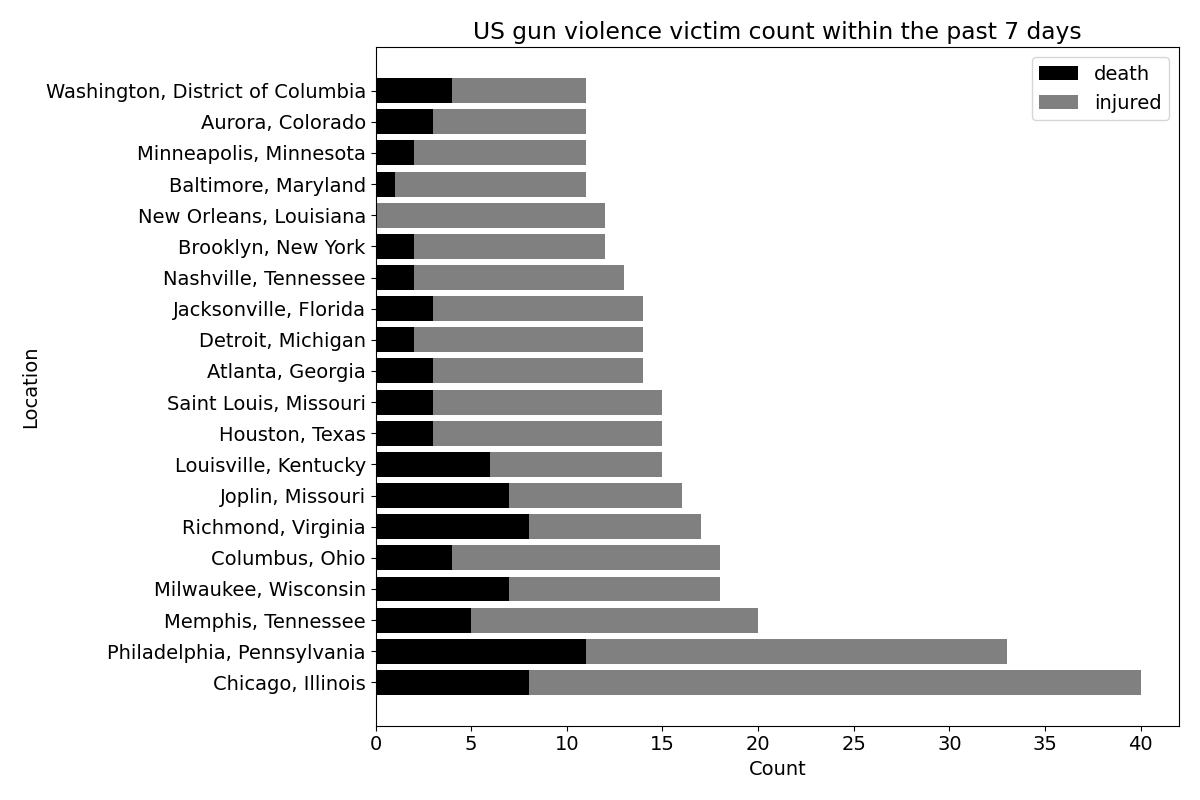 US gun violence victim count within the past 7 days
death
injured
Washington, District of Columbia
Aurora, Colorado
Minneapolis, Minnesota
Baltimore, Maryland
New Orleans, Louisiana
Brooklyn, New York
Nashville, Tennessee
Jacksonville, Florida
Detroit, Michigan
Atlanta, Georgia
Saint Louis, Missouri
Houston, Texas
Louisville, Kentucky
Joplin, Missouri
Richmond, Virginia
Columbus, Ohio
Milwaukee, Wisconsin
Memphis, Tennessee
Philadelphia, Pennsylvania
Chicago, Illinois
Location
0 5 10 15 20 25 30 35 40
Count